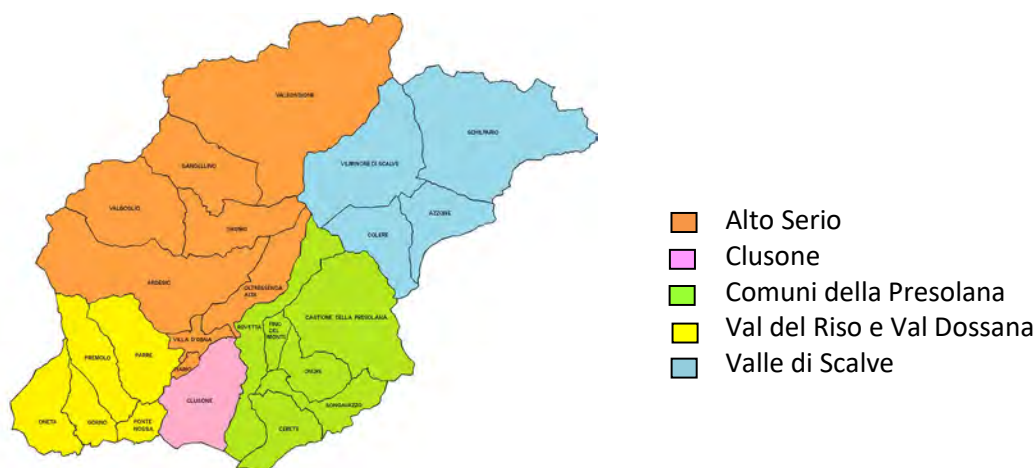 VALBONDIONE
SCHILPARIO
VILMINORE DI SCALVE
GANDELLINO
VALGOGLIO
AZZONE
GROMO
COLERE
ARDESIO
OLTRESSENDA
ALTA
CASTIONE DELLA PRESOLANA
ROVETTA
FINO
DEL
MONTE
VILLA D'OGNA
PREMOLO
PARRE
PIARIO
ONORE
CLUSONE
SONGAVAZZO
ONETA
GORNO
PONTE
NOSSA
CERETE
Alto Serio
Clusone
Comuni della Presolana
Val del Riso e Val Dossana
Valle di Scalve